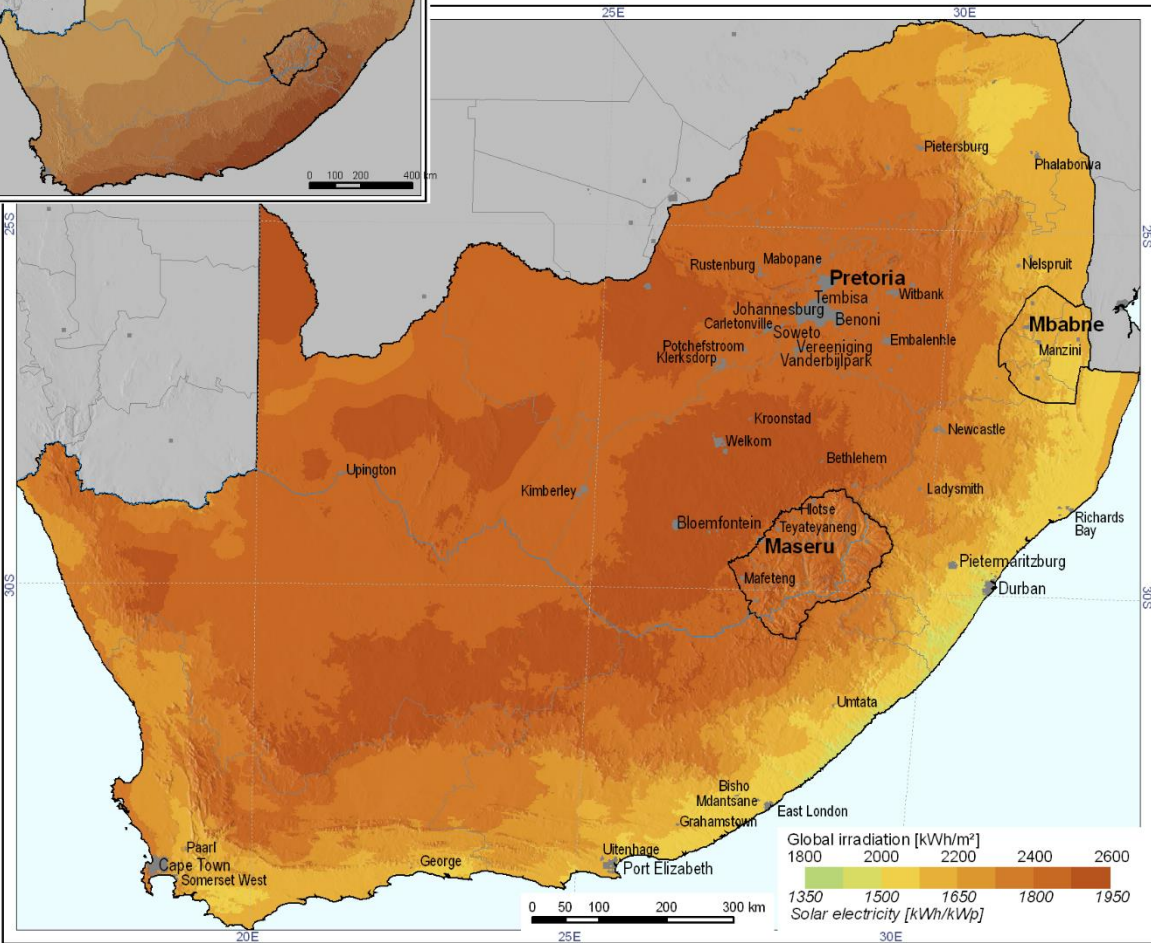 25E
30E
0 100 200 400 km
Pietersburg
Phalaborwa
25S
25S
Rustenburg
Mabopane
Nelspruit
Pretoria
Tembisa
Witbank
Johannesburg
Benoni
Mbabne
Carletonville
Soweto
Embalenhle
Potchefstroom
Vereeniging
Manzini
Klerksdorp
Vanderbijlpark
Kroonstad
Newcastle
Welkom
Bethlehem
Upington
Kimberley
Ladysmith
Hlotse
Bloemfontein
Teyateyaneng
Richards
Bay
Maseru
Pietermaritzburg
Mafeteng
Durban
30S
30S
Umtata
Bisho
Mdantsane
East London
Grahamstown
Uitenhage
Paarl
George
Cape Town
Port Elizabeth
Somerset West
Global irradiation [kWh/m²]
1800 2000 2200 2400 2600
1350 1500 1650 1800 1950
Solar electricity [kWh/kWp]
0 50 100 200 300 km
20E
25E
30E